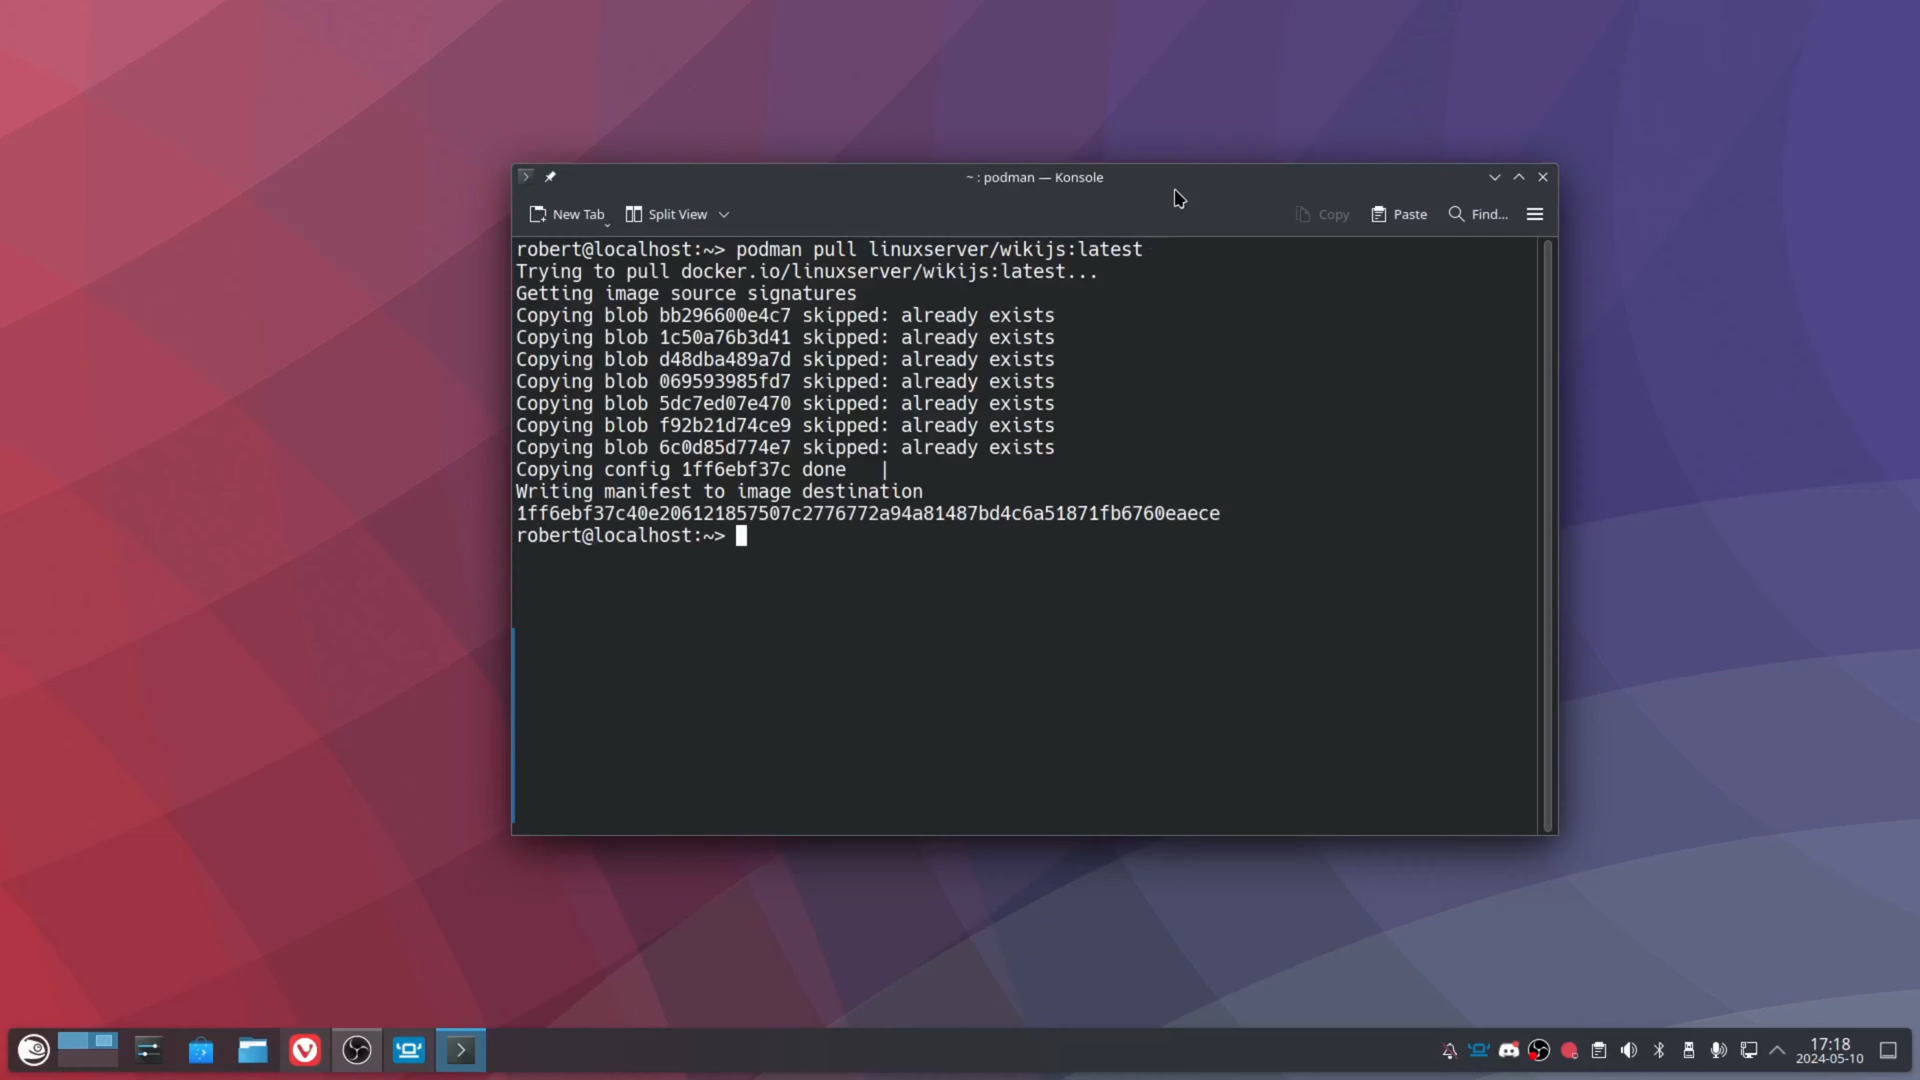 ~ : podman — Konsole
New Tab
Split View
Copy
Paste
Find...
robert@localhost:~> podman pull linuxserver/wikijs:latest
Trying to pull docker.io/linuxserver/wikijs:latest...
Getting image source signatures
Copying blob bb296600e4c7 skipped: already exists
Copying blob 1c50a76b3d41 skipped: already exists
Copying blob d48dba489a7d skipped: already exists
Copying blob 069593985fd7 skipped: already exists
Copying blob 5dc7ed07e470 skipped: already exists
Copying blob f92b21d74ce9 skipped: already exists
Copying blob 6c0d85d774e7 skipped: already exists
Copying config 1ff6ebf37c done   |
Writing manifest to image destination
1ff6ebf37c40e206121857507c2776772a94a81487bd4c6a51871fb6760eaece
robert@localhost:~>
17:18
2024-05-10